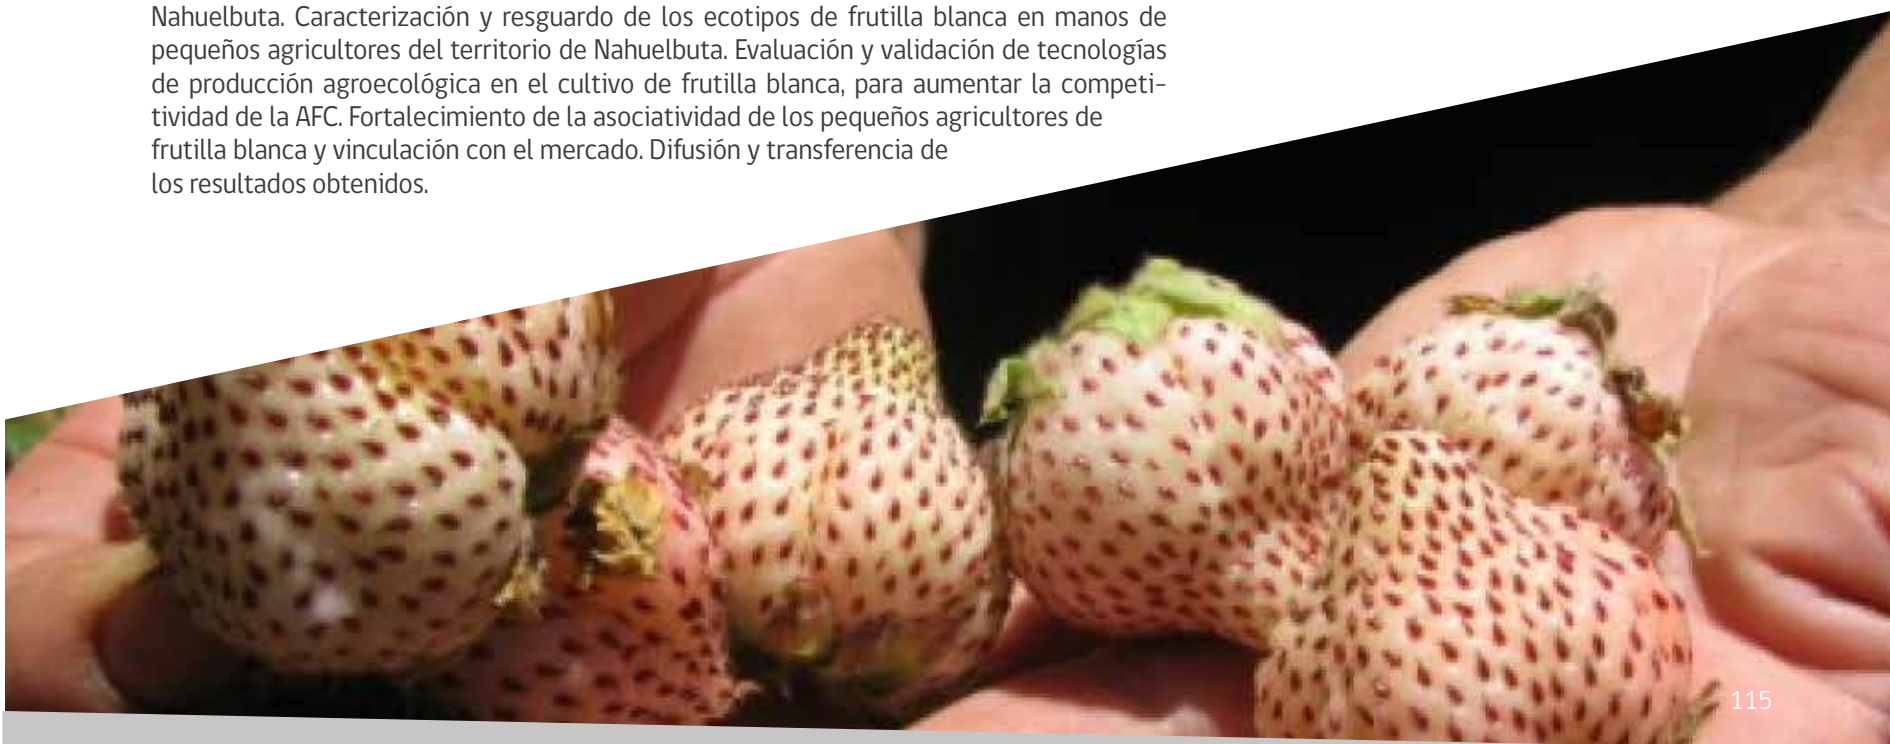 Nahuelbuta. Caracterización y resguardo de los ecotipos de frutilla blanca en manos de
pequeños agricultores del territorio de Nahuelbuta. Evaluación y validación de tecnologías
de producción agroecológica en el cultivo de frutilla blanca, para aumentar la competi-
tividad de la AFC. Fortalecimiento de la asociatividad de los pequeños agricultores de
frutilla blanca y vinculación con el mercado. Difusión y transferencia de
los resultados obtenidos.
115